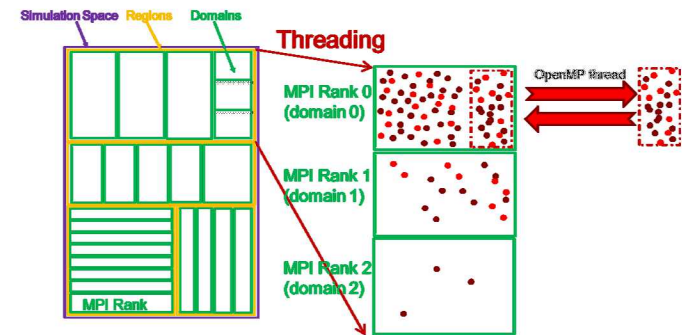 Simulation Space Regions Domains
Threading
MPI Rank 0
(domain 0)
OpenMP thread
MPI Rank 1
(domain 1)
MPI Rank 2
(domain 2)
MPI Rank